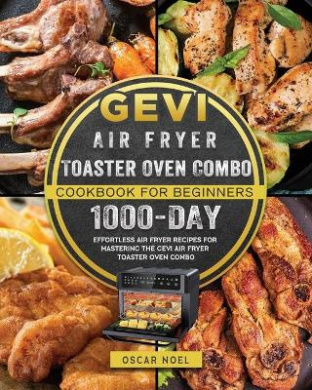 GEVI
AIR FRYER
TOASTER OVEN COMBO
COOKBOOK FOR BEGINNERS
1000-DAY
EFFORTLESS AIR FRYER RECIPES FOR
MASTERING THE GEVI AIR FRYER
TOASTER OVEN COMBO
OSCAR NOEL